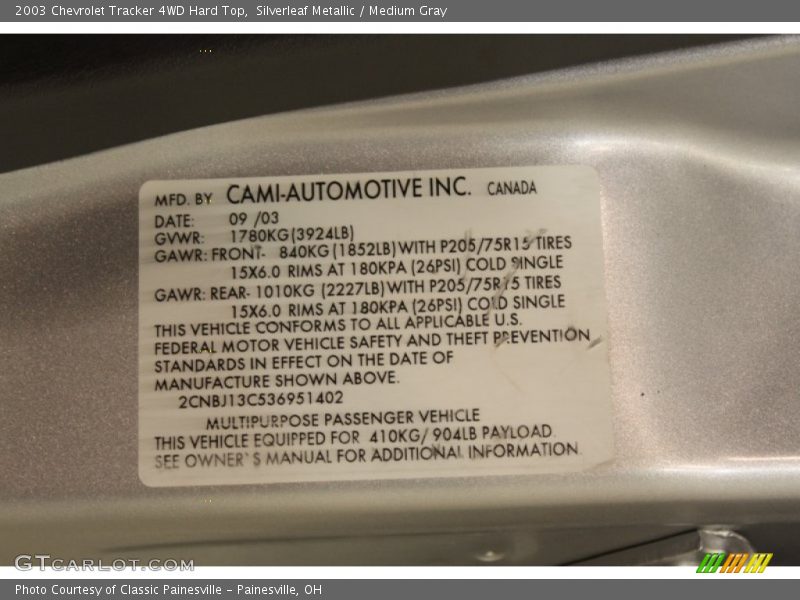 2003 Chevrolet Tracker 4WD Hard Top,  Silverleaf Metallic / Medium Gray
MFD. BY CAMI-AUTOMOTIVE INC. CANADA
DATE: 09 /03
GVWR: 1780KG(3924LB)
GAWR: FRONT- 840KG(1852LB)WITH P205/75R15 TIRES
15X6.0 RIMS AT 180KPA (26PSI) COLD SINGLE
GAWR: REAR- 1010KG (2227LB)WITH P205/75R15 TIRES
15X6.0 RIMS AT 180KPA (26PSI) COLD SINGLE
THIS VEHICLE CONFORMS TO ALL APPLICABLE U.S.
FEDERAL MOTOR VEHICLE SAFETY AND THEFT PREVENTION
STANDARDS IN EFFECT ON THE DATE OF
MANUFACTURE SHOWN ABOVE.
2CNBJ13C536951402
MULTIPURPOSE PASSENGER VEHICLE
THIS VEHICLE EQUIPPED FOR 410KG/ 904LB PAYLOAD.
SEE OWNER`S MANUAL FOR ADDITIONAL INFORMATION.
GTCARLOT.COM
Photo Courtesy of Classic Painesville - Painesville, OH